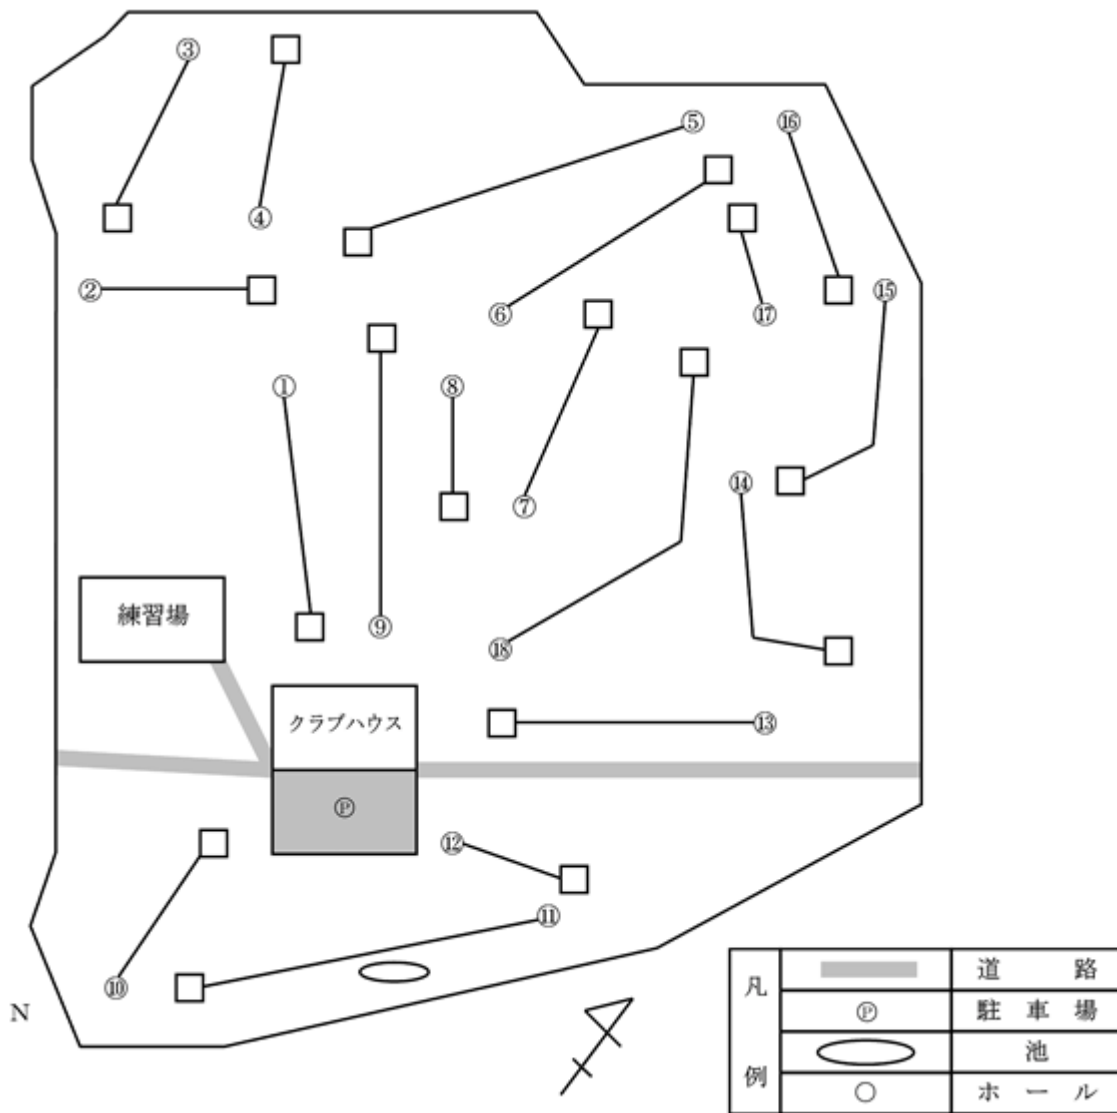 ③
⑤
⑯
④
②
⑥
⑰
⑮
①
⑧
⑭
⑦
練習場
⑨
⑱
クラブハウス
⑬
Ⓟ
⑫
⑪
⑩
N
凡例
道路
Ⓟ 駐車場
池
○ ホール